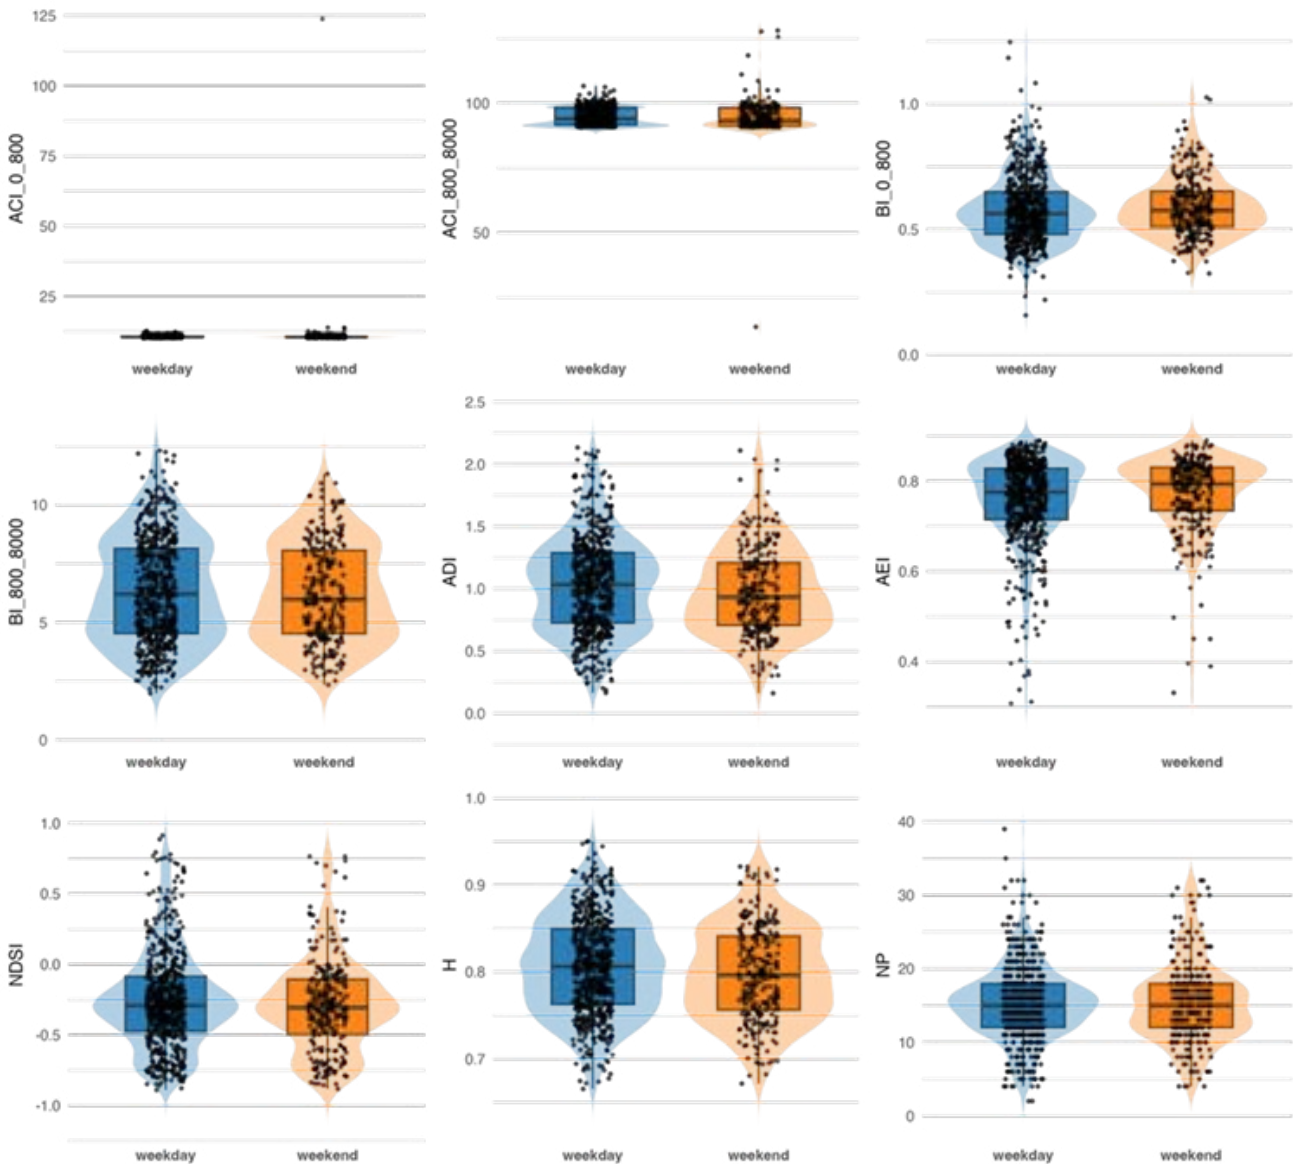 ACI_0_800
125
100
75
50
25
weekday weekend
ACI_800_8000
100
50
weekday weekend
BI_0_800
1.0
0.5
0.0
weekday weekend
BI_800_8000
10
5
0
weekday weekend
ADI
2.5
2.0
1.5
1.0
0.5
0.0
weekday weekend
AEI
0.8
0.6
0.4
weekday weekend
NDSI
1.0
0.5
0.0
-0.5
-1.0
weekday weekend
H
1.0
0.9
0.8
0.7
weekday weekend
NP
40
30
20
10
0
weekday weekend